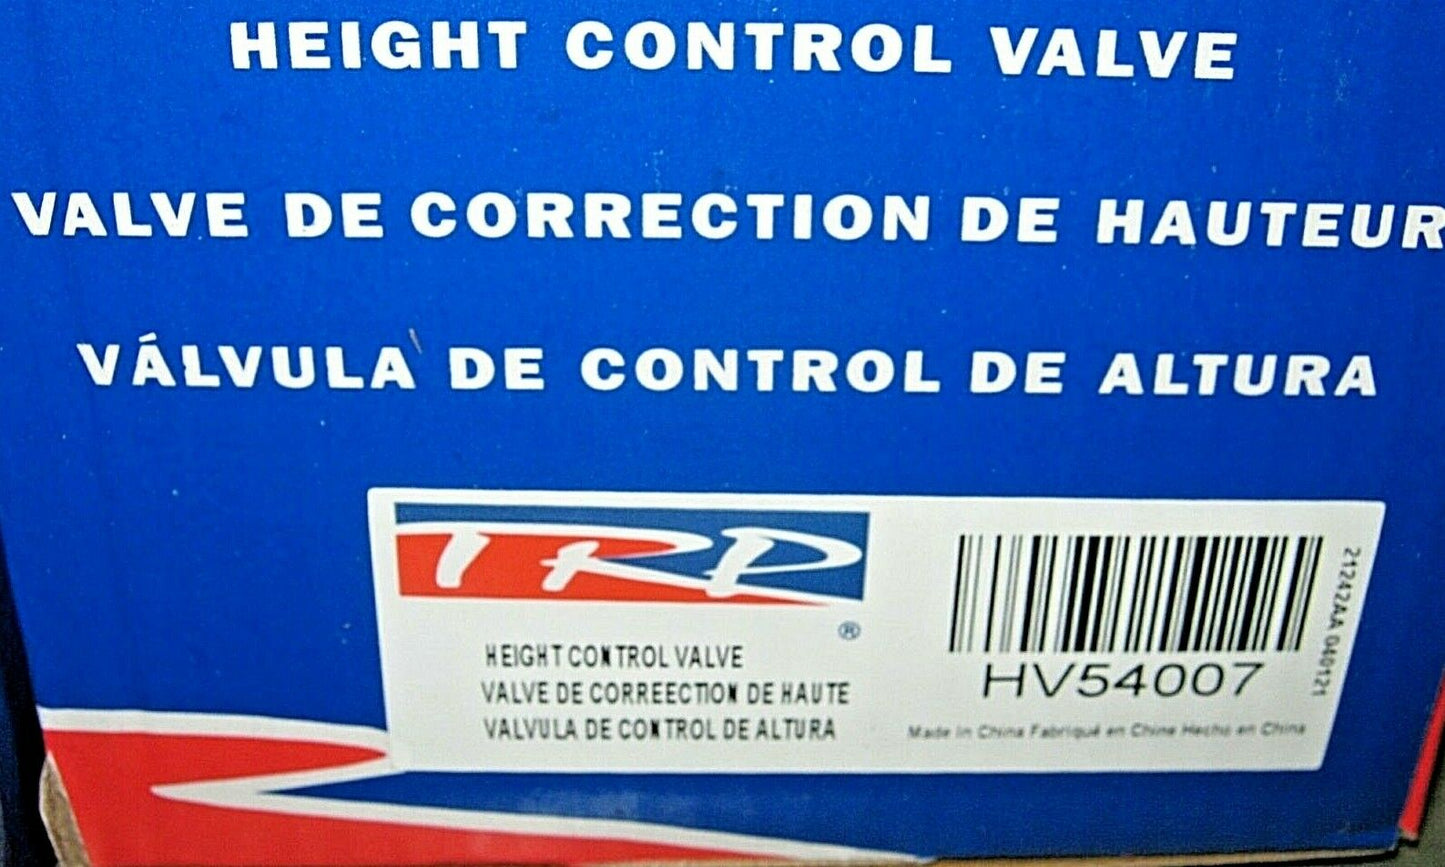 HEIGHT CONTROL VALVE
VALVE DE CORRECTION DE HAUTEUR
VÁLVULA DE CONTROL DE ALTURA
TRP
®
HEIGHT CONTROL VALVE
VALVE DE CORREECTION DE HAUTE
VALVULA DE CONTROL DE ALTURA
HV54007
Made In China Fabriqué en Chine Hecho en China
21242AA 040121